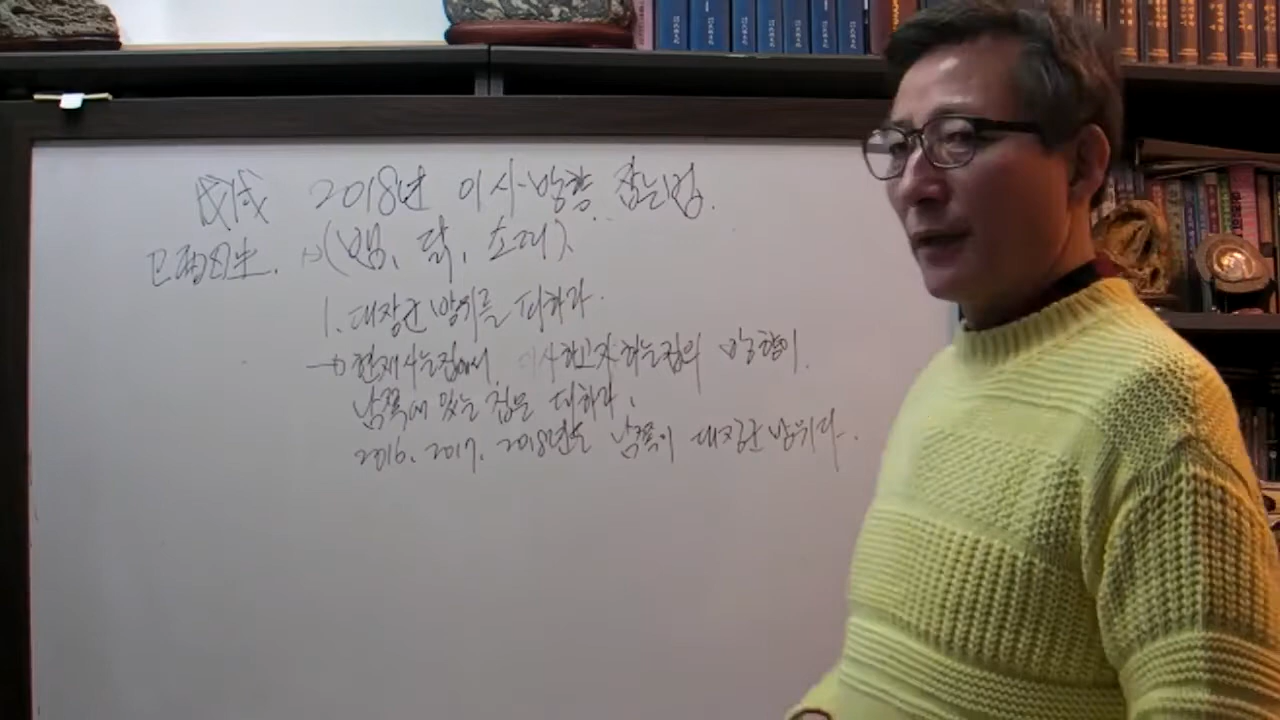 戊戌 2018년 이사방향 잡는법.
巳酉丑生. (뱀, 닭, 소띠).
1. 대장군 방위를 피하라.
→ 현재 사는집에서 이사하고자 하는집의 방향이
남쪽에 있는 집을 피하라.
2016. 2017. 2018년은 남쪽이 대장군 방위다.